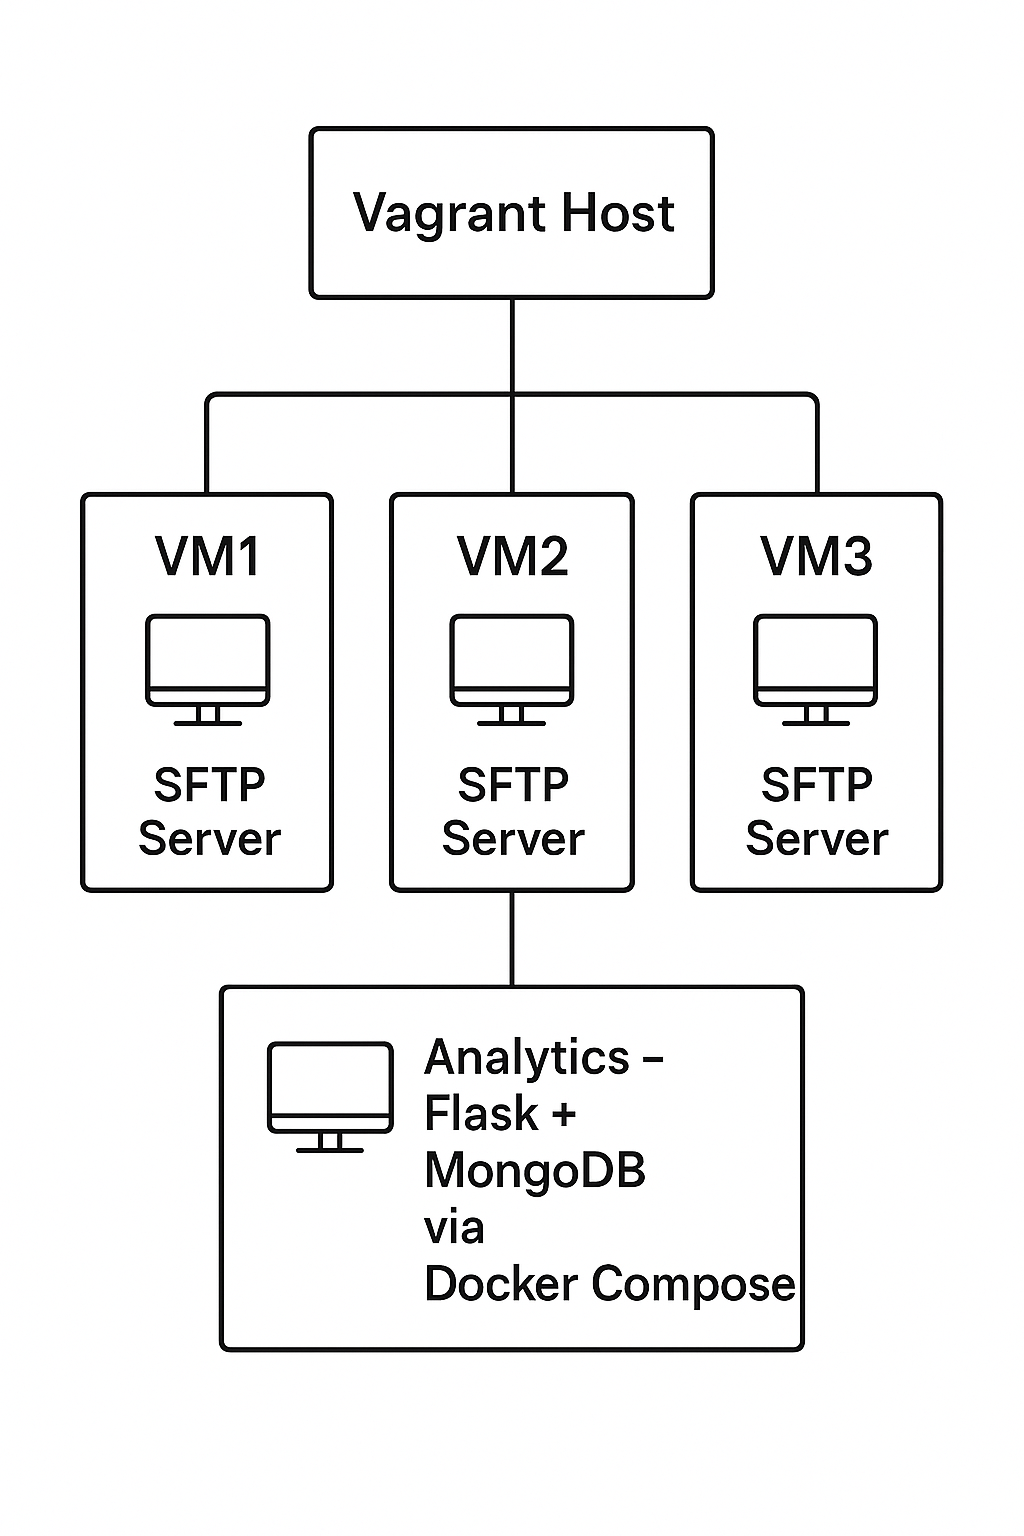 Vagrant Host
VM1
SFTP
Server
VM2
SFTP
Server
VM3
SFTP
Server
Analytics –
Flask +
MongoDB
via
Docker Compose